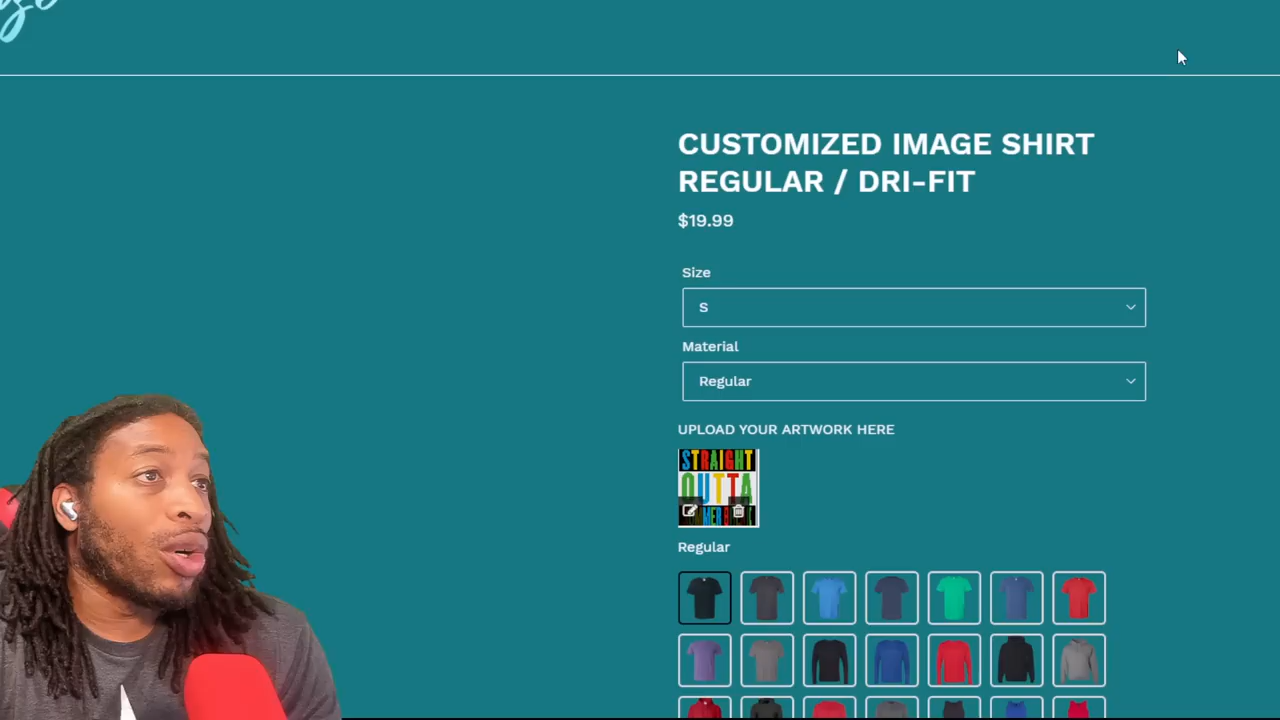 CUSTOMIZED IMAGE SHIRT
REGULAR / DRI-FIT
$19.99
Size
S
Material
Regular
UPLOAD YOUR ARTWORK HERE
STRAIGHT
OUTTA
Regular